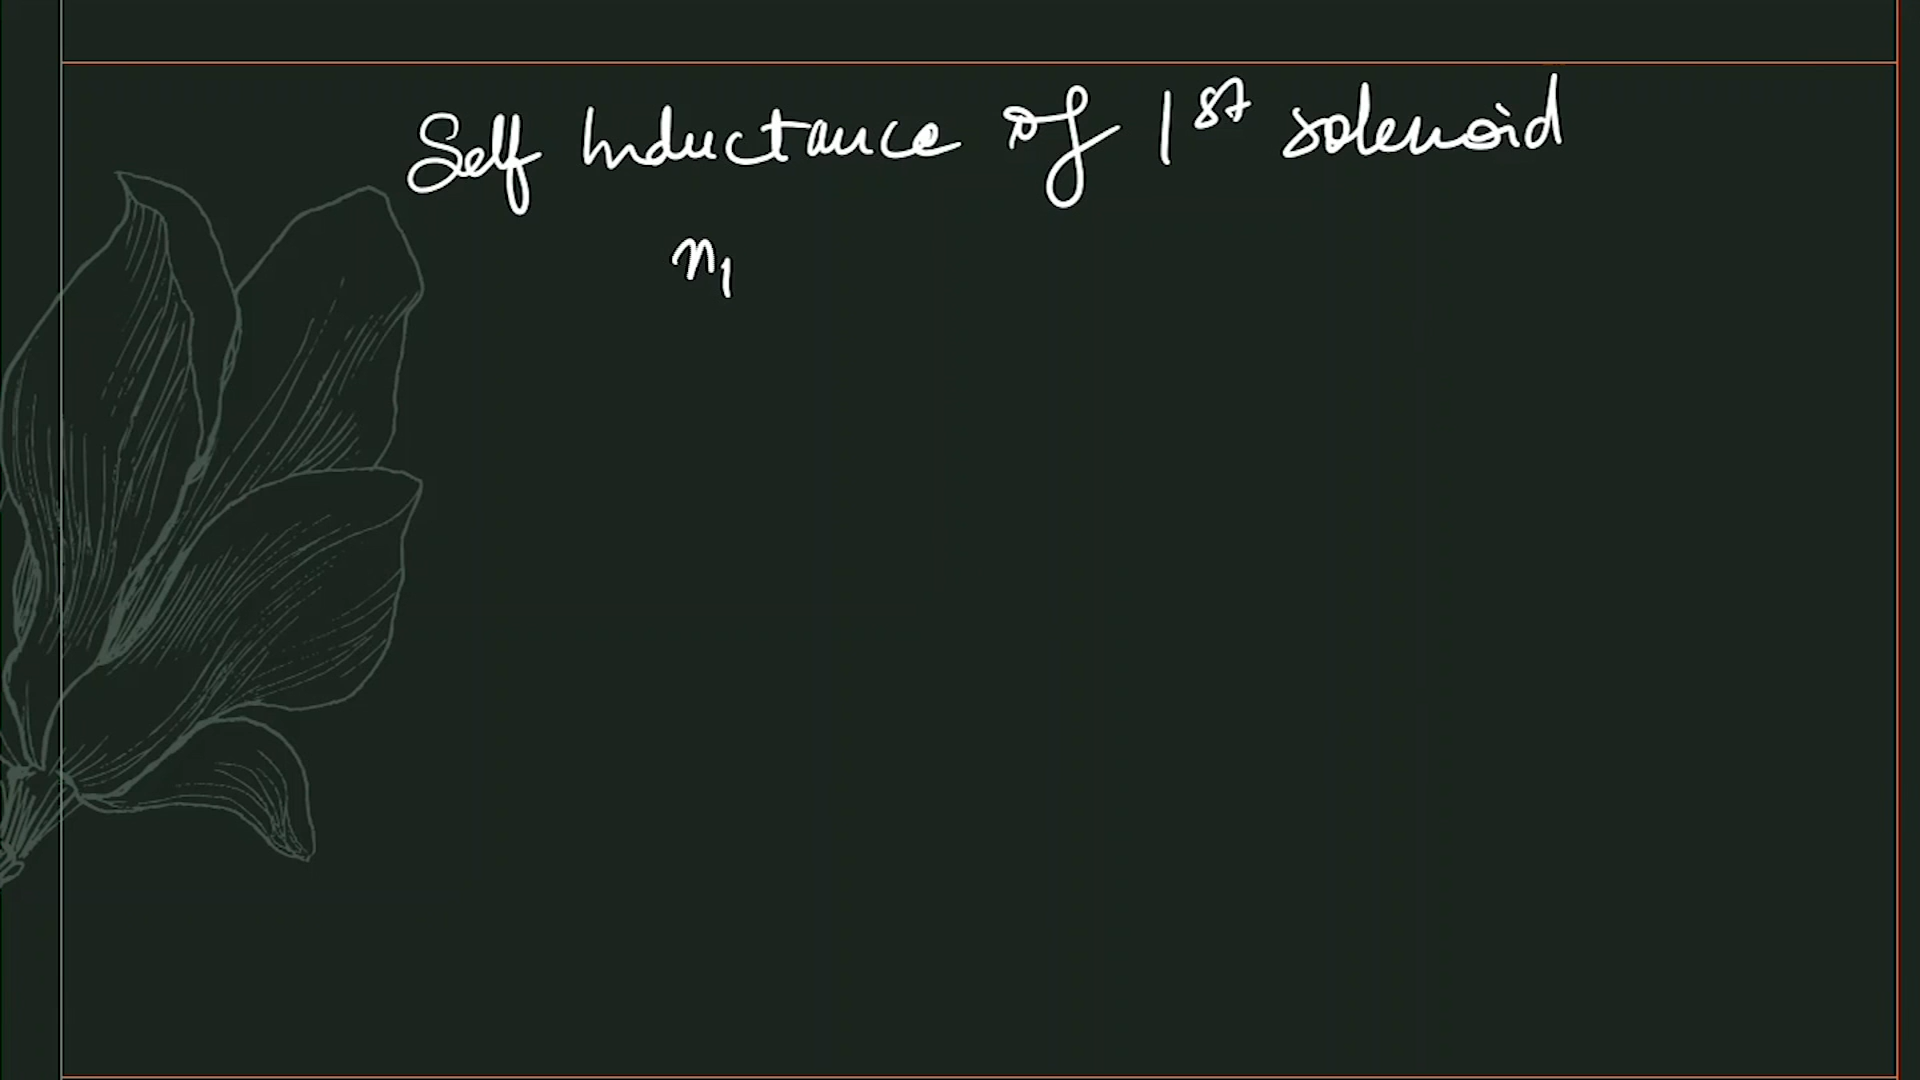 Self Inductance of 1st solenoid
n₁